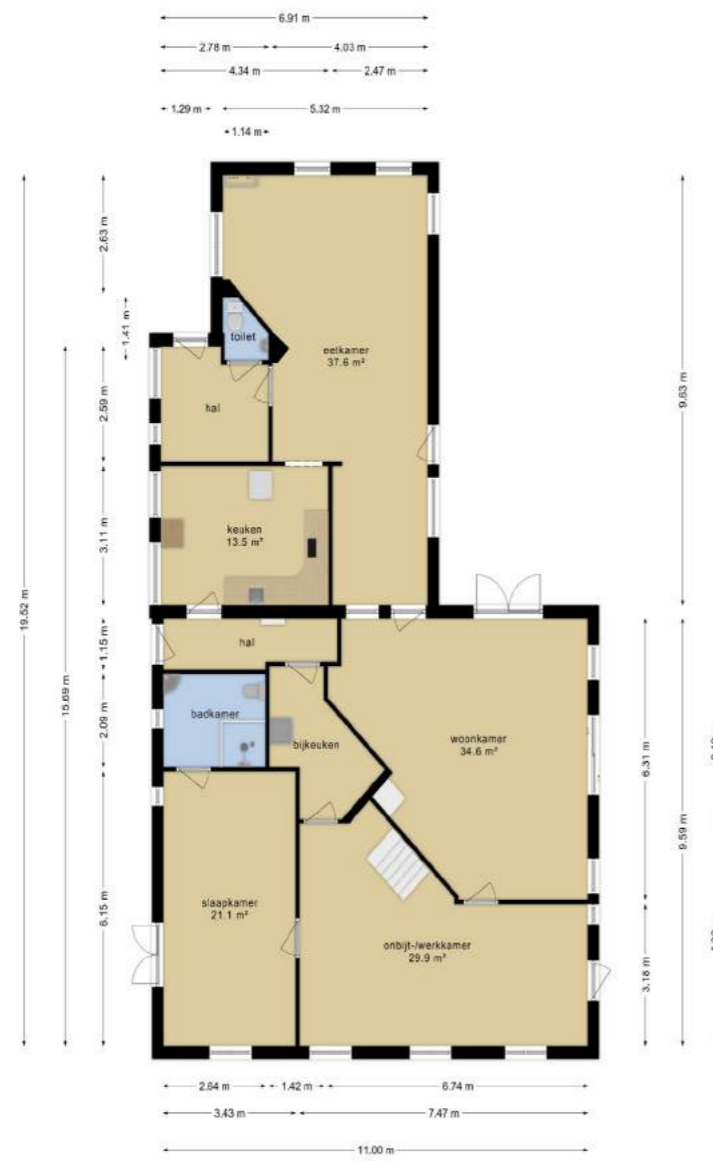 6.91 m
2.78 m
4.03 m
4.34 m
2.47 m
1.29 m
5.32 m
1.14 m
2.63 m
1.41 m
2.59 m
3.11 m
1.15 m
2.09 m
6.15 m
15.69 m
19.52 m
toilet
eetkamer
37.6 m²
hal
keuken
13.5 m²
hal
badkamer
bijkeuken
woonkamer
34.6 m²
slaapkamer
21.1 m²
onbijt-/werkkamer
29.9 m²
9.63 m
6.31 m
9.59 m
3.18 m
2.64 m
1.42 m
6.74 m
3.43 m
7.47 m
11.00 m